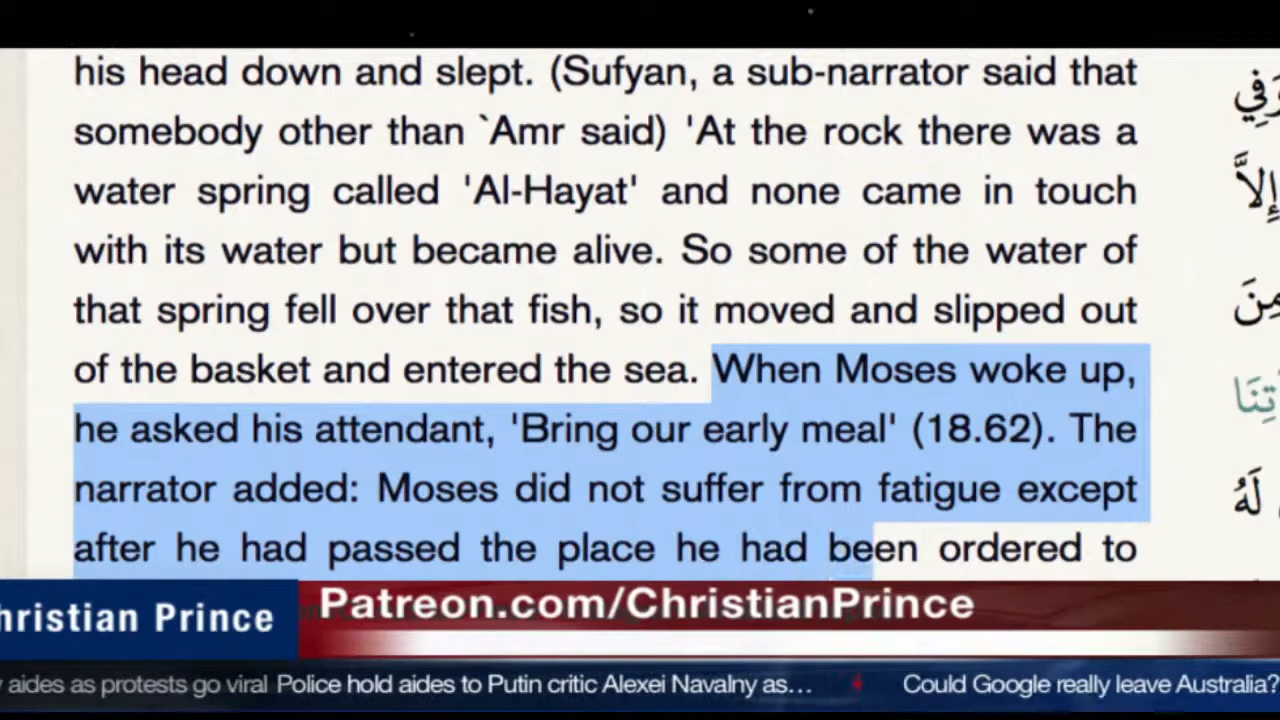 his head down and slept. (Sufyan, a sub-narrator said that
somebody other than `Amr said) 'At the rock there was a
water spring called 'Al-Hayat' and none came in touch
with its water but became alive. So some of the water of
that spring fell over that fish, so it moved and slipped out
of the basket and entered the sea. When Moses woke up,
he asked his attendant, 'Bring our early meal' (18.62). The
narrator added: Moses did not suffer from fatigue except
after he had passed the place he had been ordered to
إِلاَّ
مِنَ
لَهُ
hristian Prince
Patreon.com/ChristianPrince
aides as protests go viral Police hold aides to Putin critic Alexei Navalny as... Could Google really leave Australia?